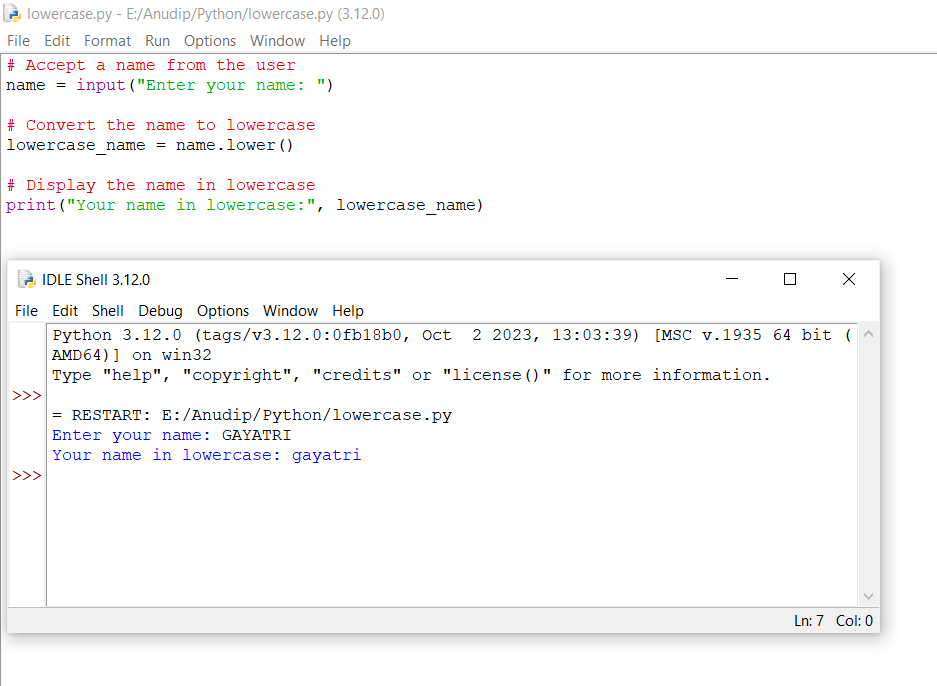 lowercase.py - E:/Anudip/Python/lowercase.py (3.12.0)
File Edit Format Run Options Window Help
# Accept a name from the user
name = input("Enter your name: ")
# Convert the name to lowercase
lowercase_name = name.lower()
# Display the name in lowercase
print("Your name in lowercase:", lowercase_name)
IDLE Shell 3.12.0
File Edit Shell Debug Options Window Help
Python 3.12.0 (tags/v3.12.0:0fb18b0, Oct  2 2023, 13:03:39) [MSC v.1935 64 bit (
AMD64)] on win32
Type "help", "copyright", "credits" or "license()" for more information.
>>>
= RESTART: E:/Anudip/Python/lowercase.py
Enter your name: GAYATRI
Your name in lowercase: gayatri
>>>
Ln: 7 Col: 0